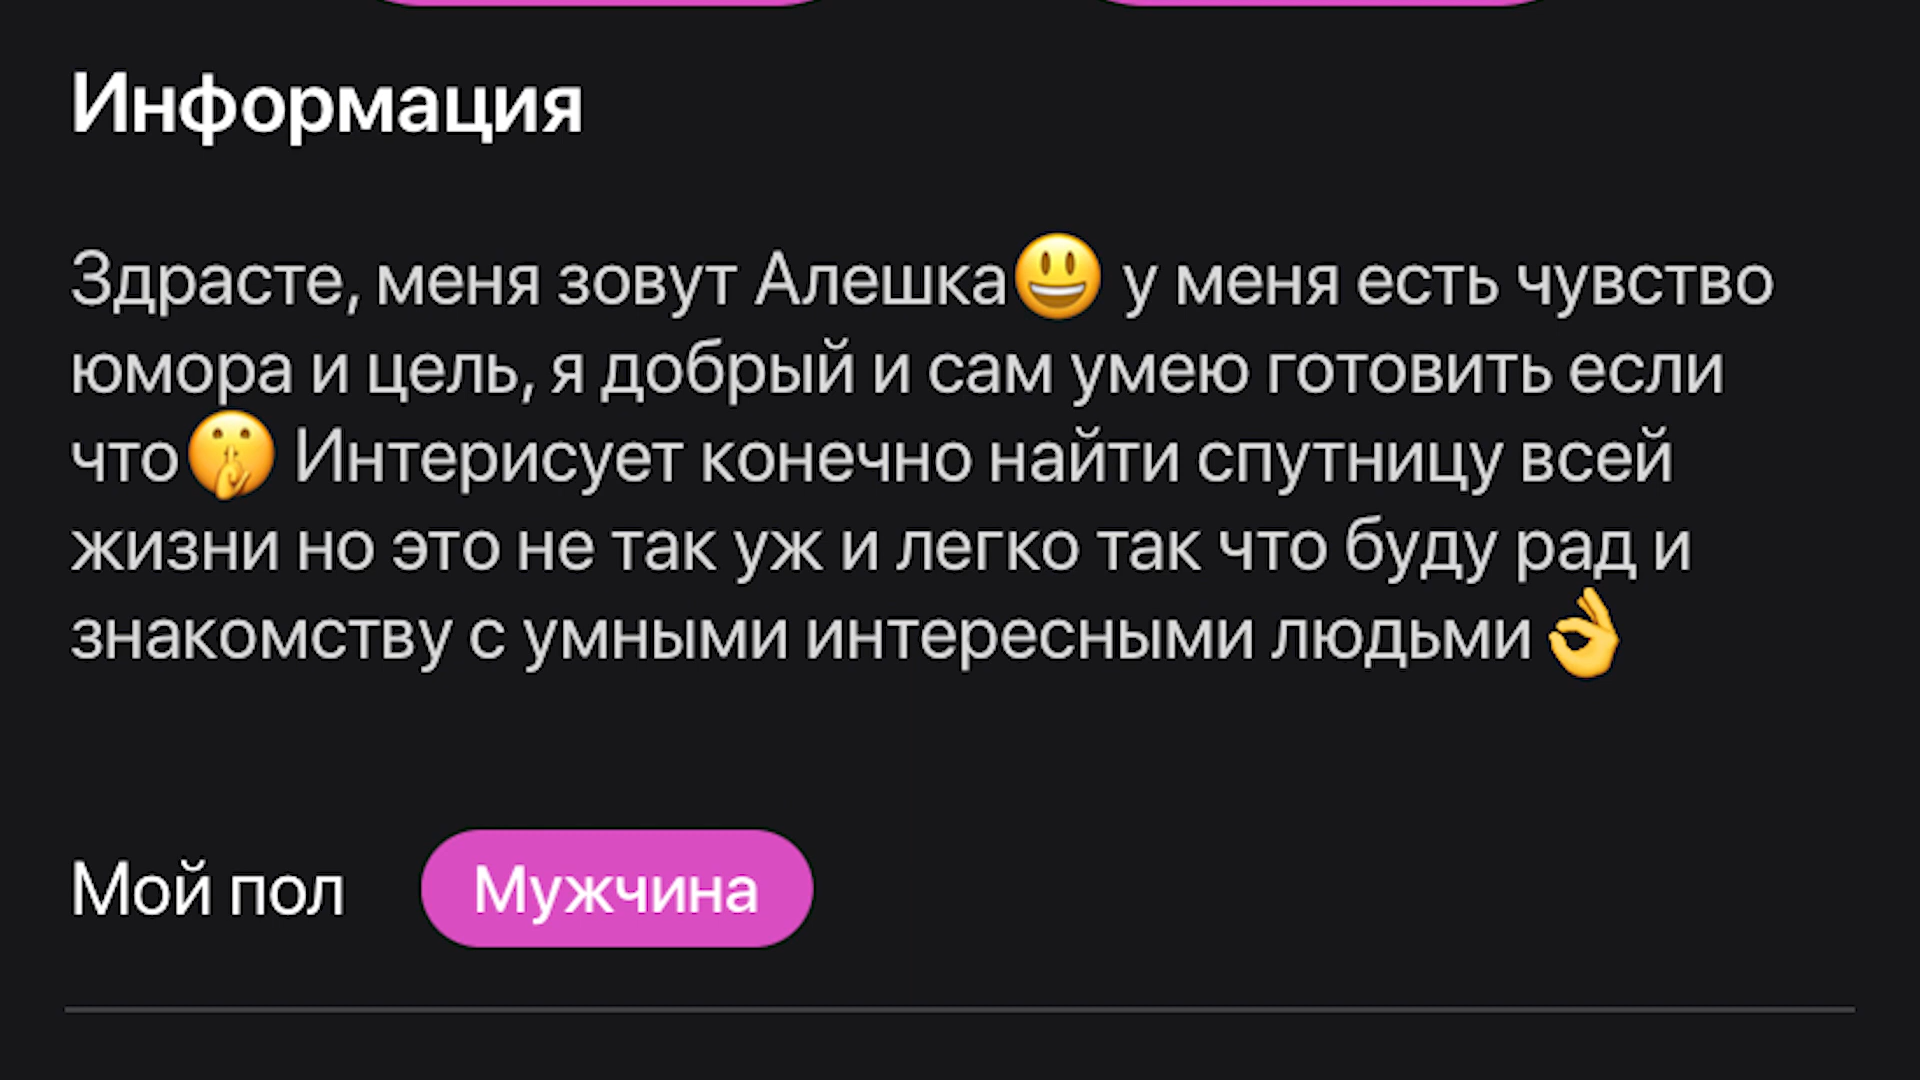 Информация
Здрасте, меня зовут Алешка😃 у меня есть чувство
юмора и цель, я добрый и сам умею готовить если
что🤫 Интерисует конечно найти спутницу всей
жизни но это не так уж и легко так что буду рад и
знакомству с умными интересными людьми👌
Мой пол Мужчина